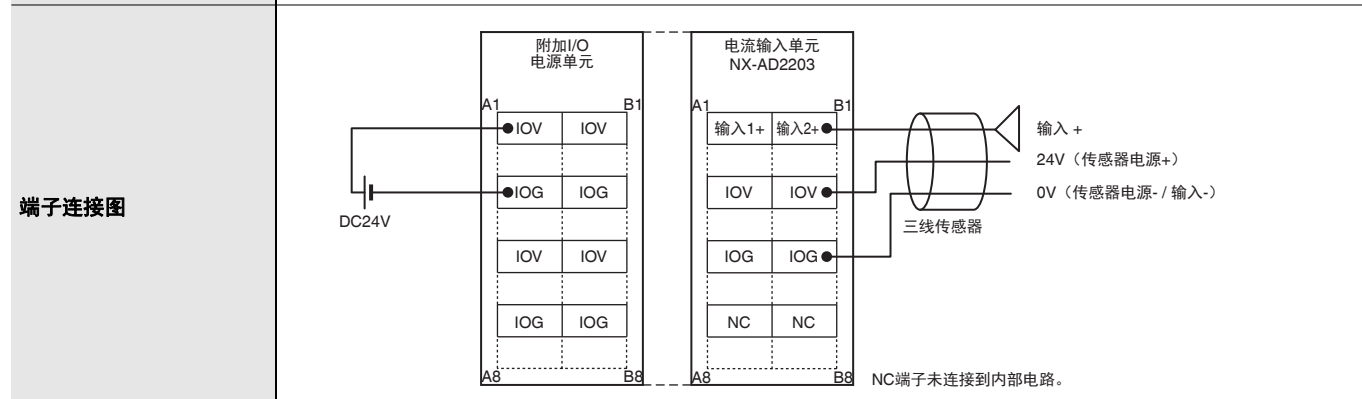 端子连接图
附加I/O
电源单元
A1
B1
IOV
IOV
IOG
IOG
IOV
IOV
IOG
IOG
A8
B8
DC24V
电流输入单元
NX-AD2203
A1
B1
输入1+
输入2+
IOV
IOV
IOG
IOG
NC
NC
A8
B8
输入 +
24V（传感器电源+）
0V（传感器电源- / 输入-）
三线传感器
NC端子未连接到内部电路。